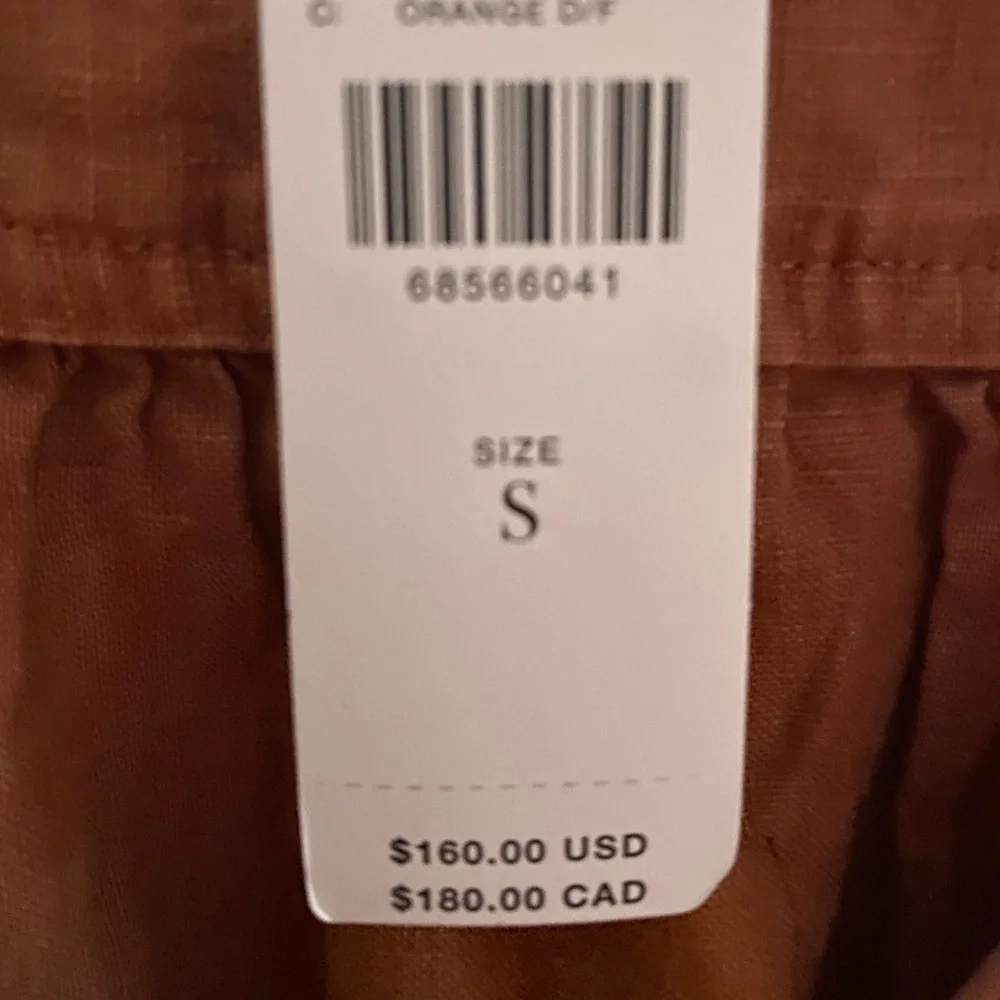 C: ORANGE D/F
68566041
SIZE
S
$160.00 USD
$180.00 CAD